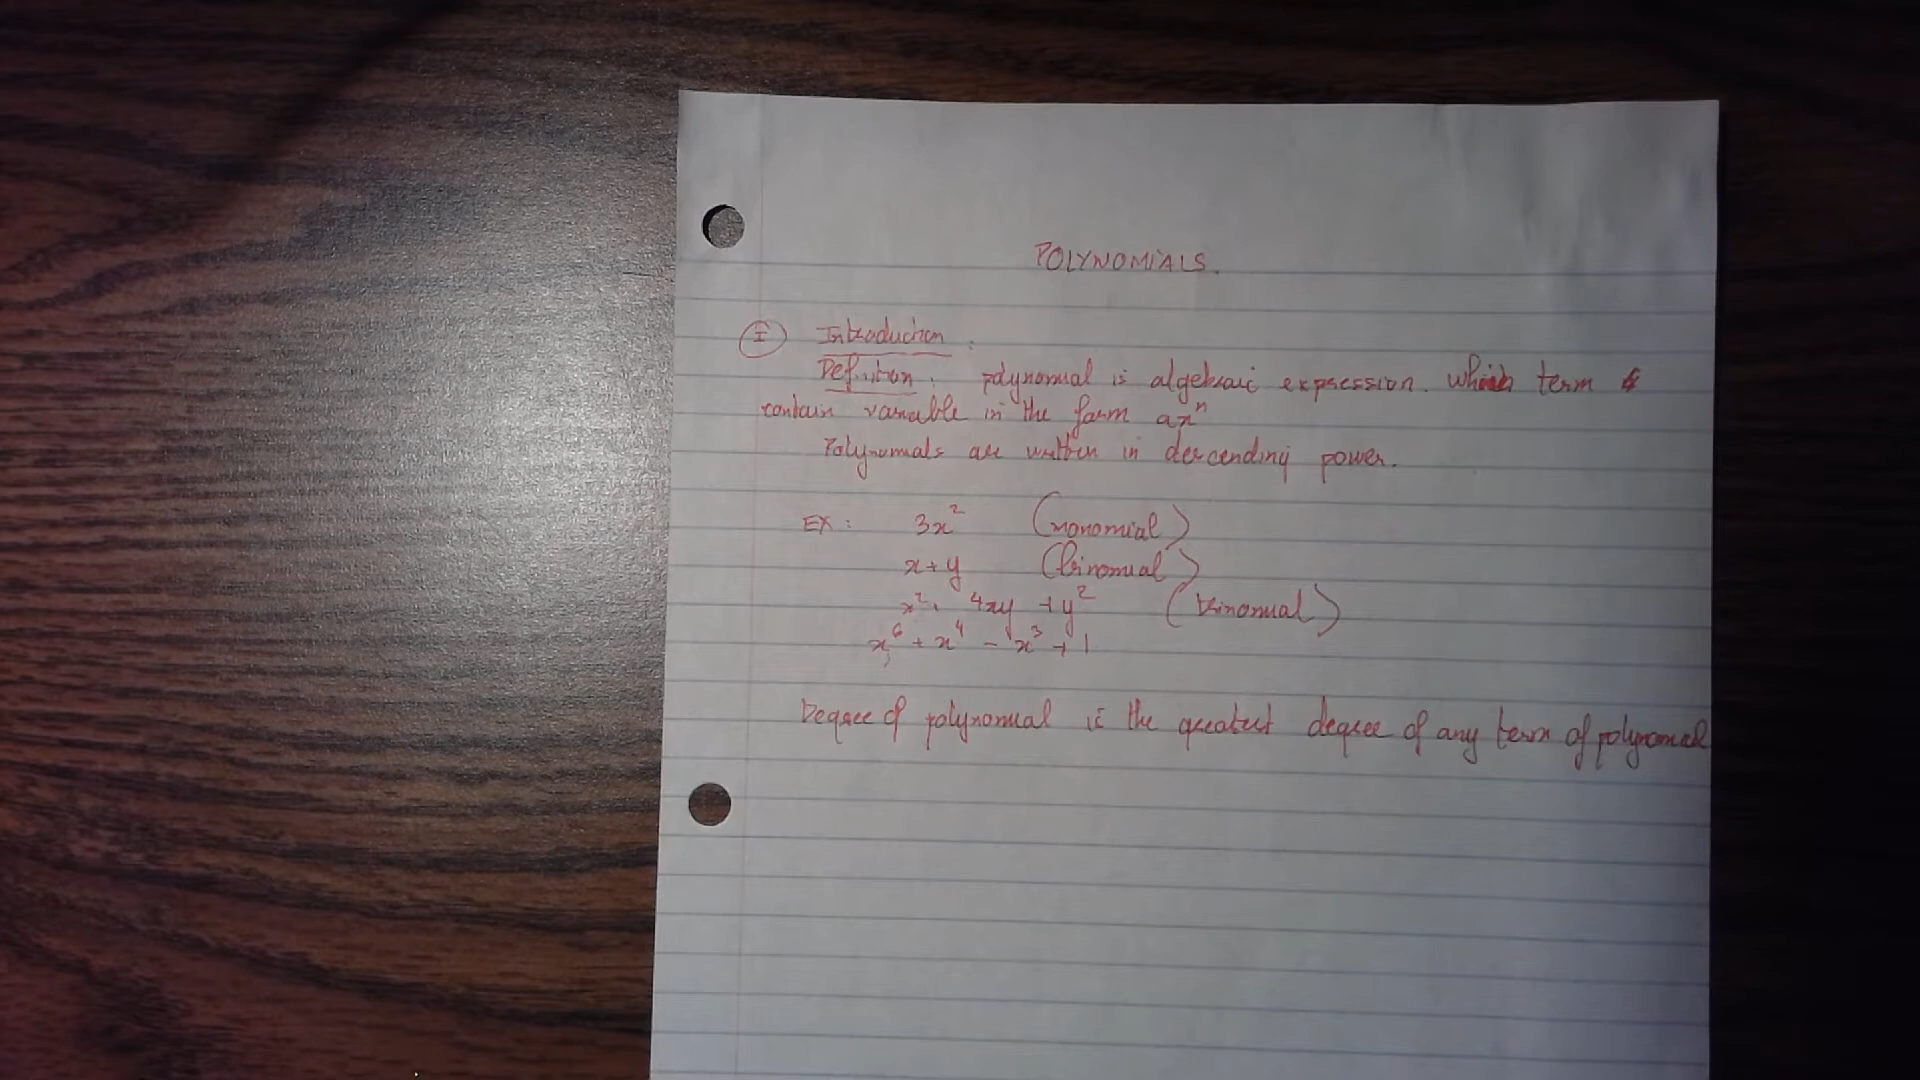 POLYNOMIALS.
I Introduction.
Definition. polynomial is algebraic expression. which term
contain variable in the form axⁿ
Polynomials are written in descending power.
EX: 3x² (monomial)
x+y (binomial)
x² 4xy + y² (trinomial)
x⁶ + x⁴ - x³ + 1
Degree of polynomial is the greatest degree of any term of polynomial